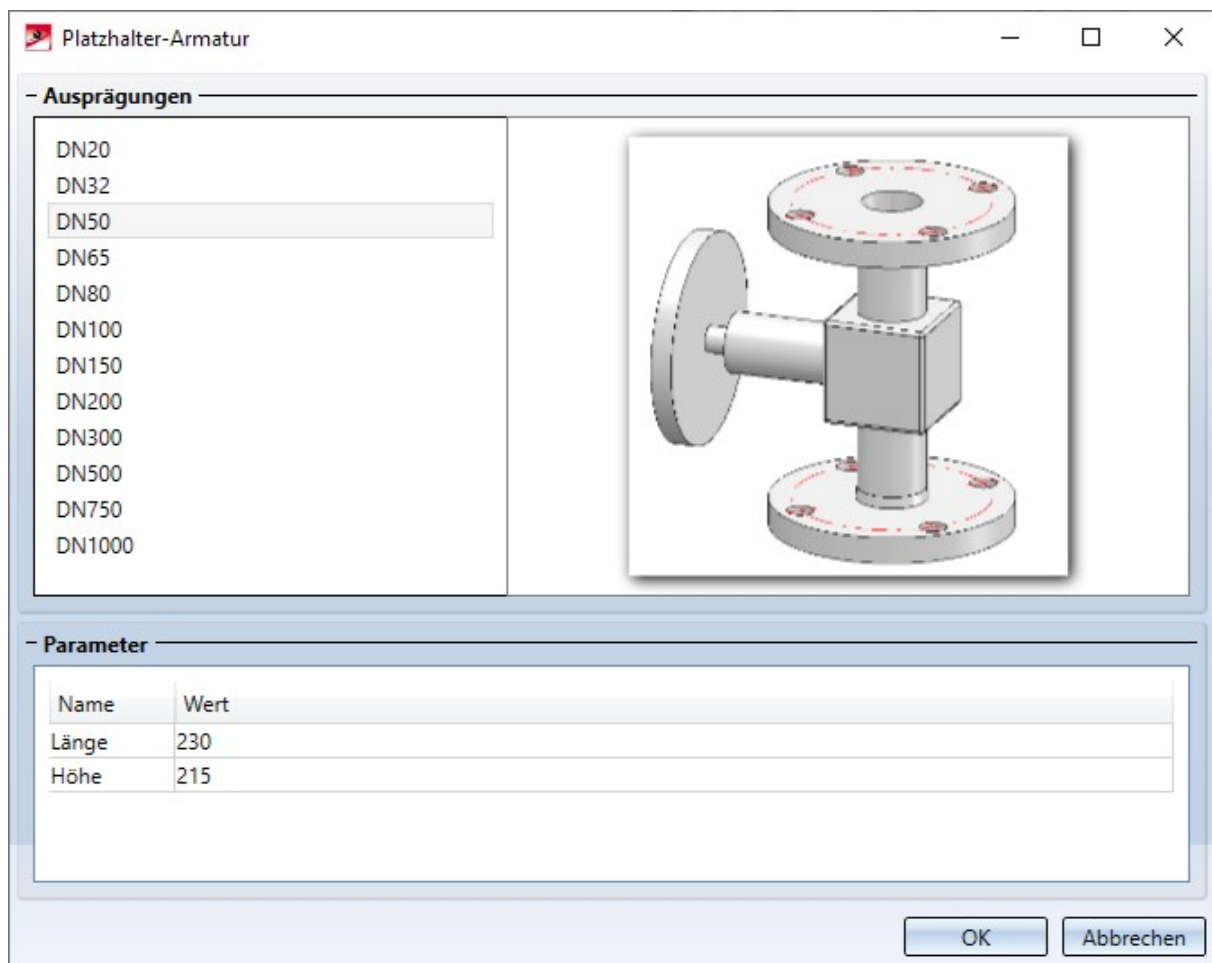 Platzhalter-Armatur
Ausprägungen
DN20
DN32
DN50
DN65
DN80
DN100
DN150
DN200
DN300
DN500
DN750
DN1000
Parameter
Name Wert
Länge 230
Höhe 215
OK Abbrechen